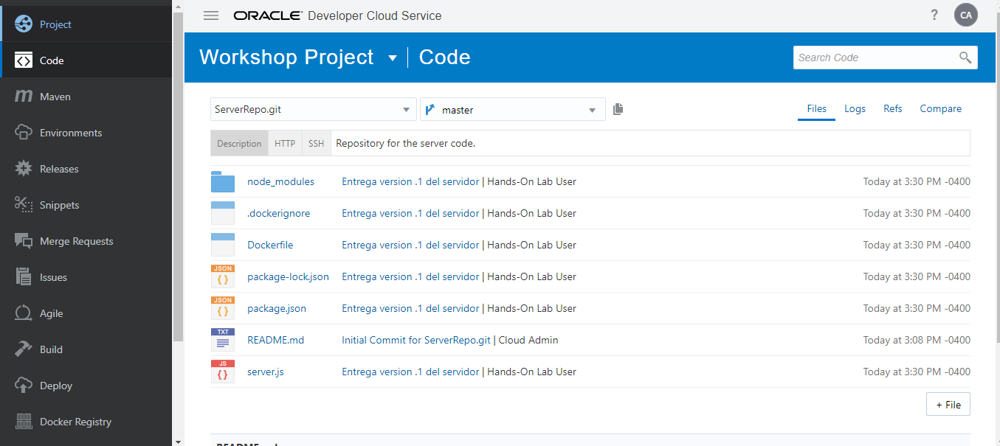 Project
Code
Maven
Environments
Releases
Snippets
Merge Requests
Issues
Agile
Build
Deploy
Docker Registry
ORACLE® Developer Cloud Service
? CA
Workshop Project | Code
Search Code
ServerRepo.git master
Files Logs Refs Compare
Description HTTP SSH Repository for the server code.
node_modules Entrega version .1 del servidor | Hands-On Lab User Today at 3:30 PM -0400
.dockerignore Entrega version .1 del servidor | Hands-On Lab User Today at 3:30 PM -0400
Dockerfile Entrega version .1 del servidor | Hands-On Lab User Today at 3:30 PM -0400
JSON { } package-lock.json Entrega version .1 del servidor | Hands-On Lab User Today at 3:30 PM -0400
JSON { } package.json Entrega version .1 del servidor | Hands-On Lab User Today at 3:30 PM -0400
TXT README.md Initial Commit for ServerRepo.git | Cloud Admin Today at 3:08 PM -0400
JS { } server.js Entrega version .1 del servidor | Hands-On Lab User Today at 3:30 PM -0400
+ File